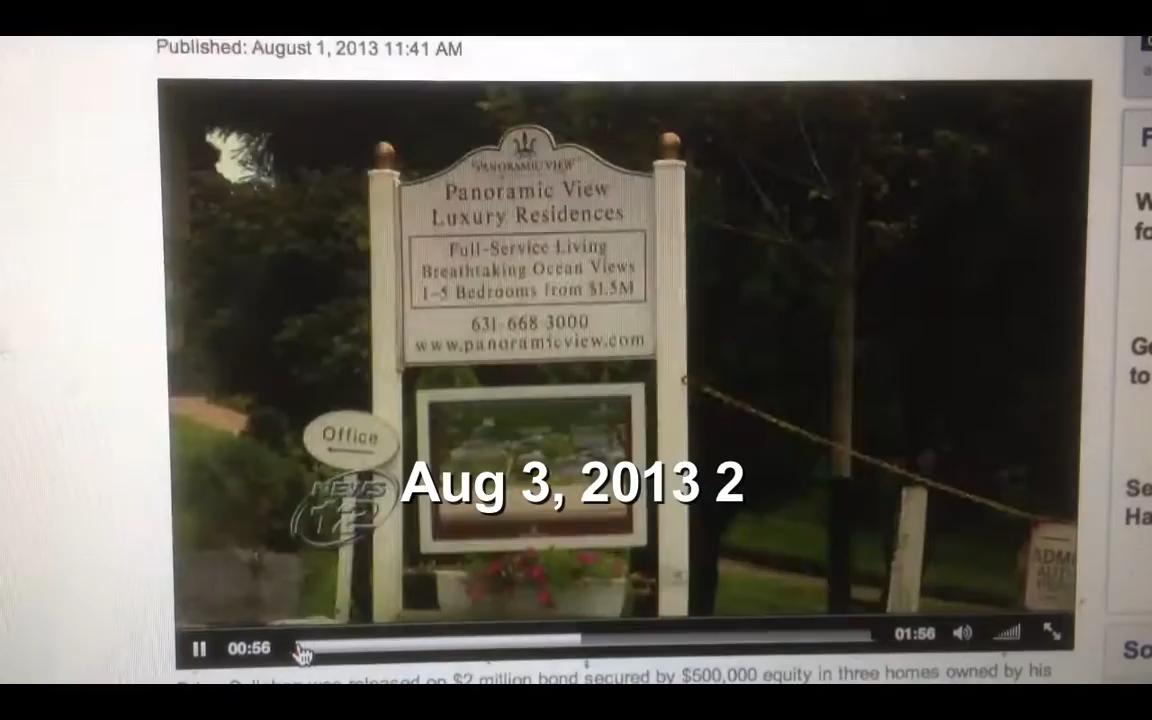 Published: August 1, 2013 11:41 AM
PANORAMIC VIEW
Panoramic View
Luxury Residences
Full-Service Living
Breathtaking Ocean Views
1-5 Bedrooms from $1.5M
631-668-3000
www.panoramicview.com
Office
NEWS
12
Aug 3, 2013 2
00:56
01:56
was released on $2 million bond secured by $500,000 equity in three homes owned by his